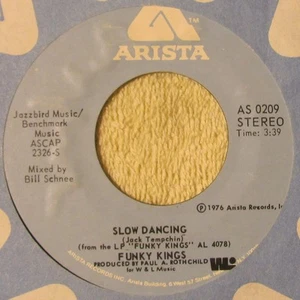 ARISTA™
Jazzbird Music/
Benchmark
Music
ASCAP
2326-S
Mixed by
Bill Schnee
AS 0209
STEREO
Time: 3:39
℗ 1976 Arista Records, Inc
SLOW DANCING
(Jack Tempchin)
(from the LP "FUNKY KINGS" AL 4078)
FUNKY KINGS
PRODUCED BY PAUL A. ROTHCHILD
for W & L Music